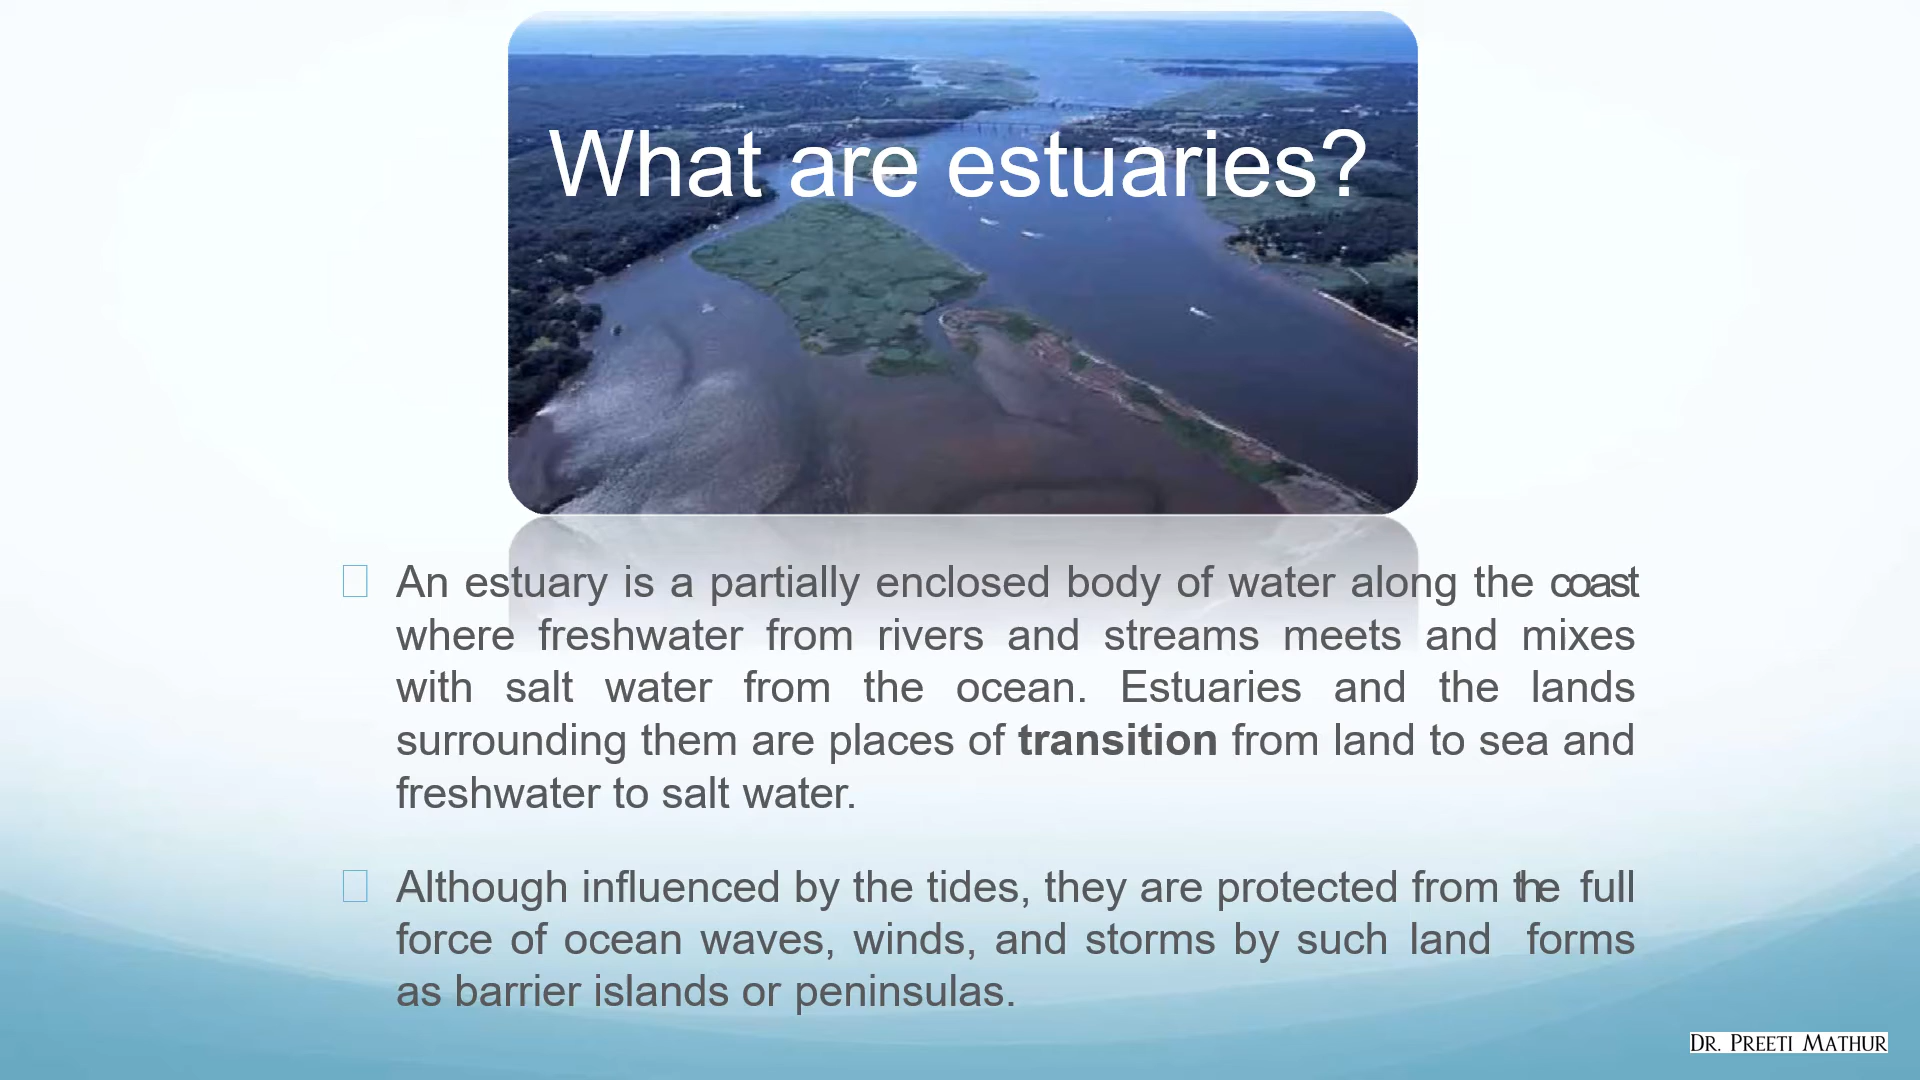 What are estuaries?
An estuary is a partially enclosed body of water along the coast
where freshwater from rivers and streams meets and mixes
with salt water from the ocean. Estuaries and the lands
surrounding them are places of transition from land to sea and
freshwater to salt water.
Although influenced by the tides, they are protected from the full
force of ocean waves, winds, and storms by such land forms
as barrier islands or peninsulas.
DR. PREETI MATHUR